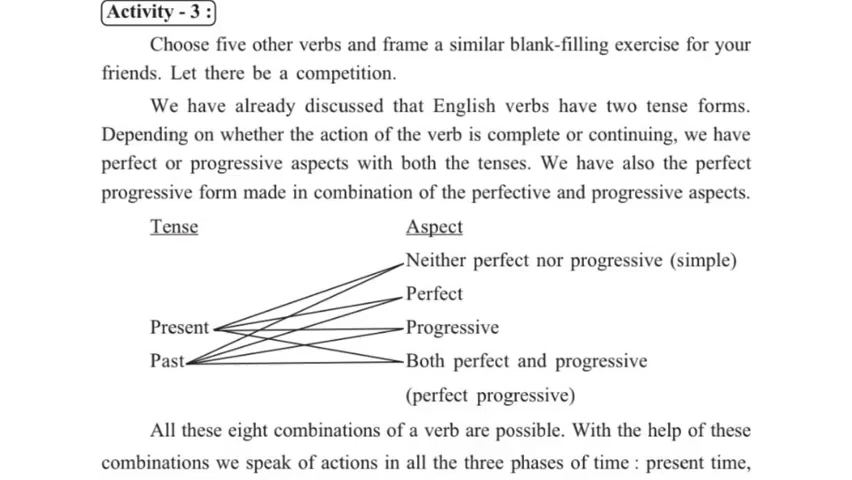 Activity - 3 :
Choose five other verbs and frame a similar blank-filling exercise for your
friends. Let there be a competition.
We have already discussed that English verbs have two tense forms.
Depending on whether the action of the verb is complete or continuing, we have
perfect or progressive aspects with both the tenses. We have also the perfect
progressive form made in combination of the perfective and progressive aspects.
Tense Aspect
Neither perfect nor progressive (simple)
Perfect
Present Progressive
Past Both perfect and progressive
(perfect progressive)
All these eight combinations of a verb are possible. With the help of these
combinations we speak of actions in all the three phases of time : present time,